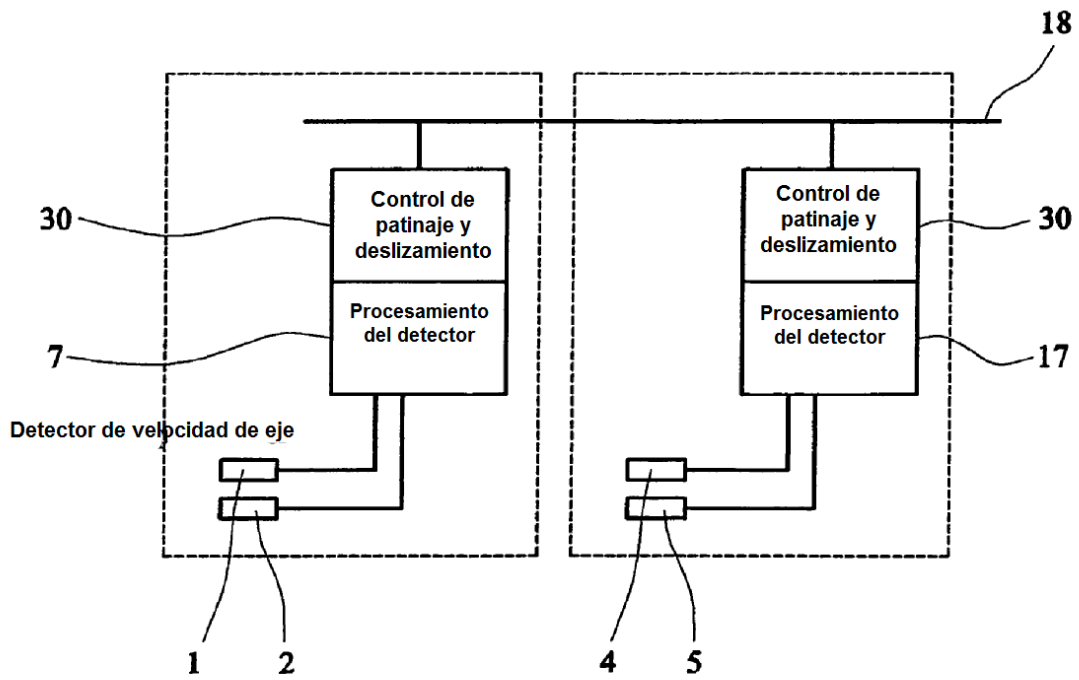 18
Control de
patinaje y
deslizamiento
30
Control de
patinaje y
deslizamiento
30
Procesamiento
del detector
7
Procesamiento
del detector
17
Detector de velocidad de eje
1
2
4
5